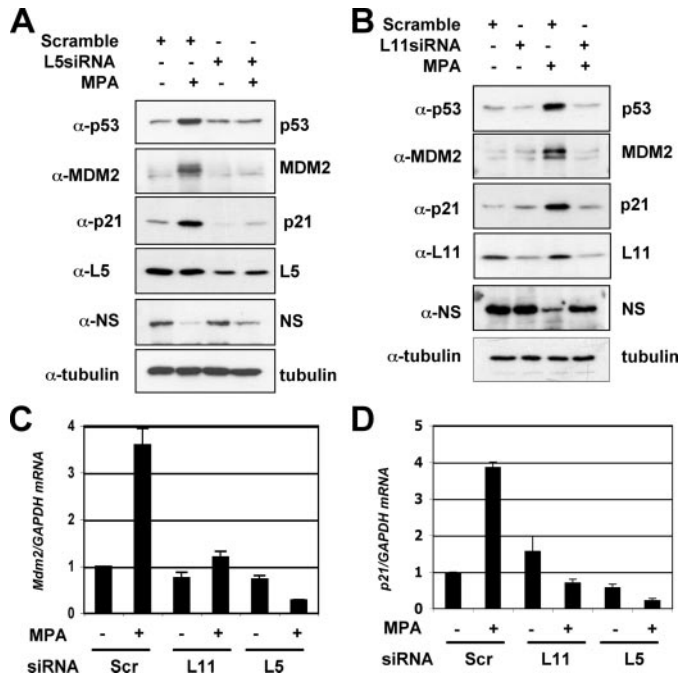 A
Scramble + + - -
L5siRNA - - + +
MPA - + - +
α-p53 p53
α-MDM2 MDM2
α-p21 p21
α-L5 L5
α-NS NS
α-tubulin tubulin
B
Scramble + - + -
L11siRNA - + - +
MPA - - + +
α-p53 p53
α-MDM2 MDM2
α-p21 p21
α-L11 L11
α-NS NS
α-tubulin tubulin
C
Mdm2/GAPDH mRNA
4
3
2
1
0
MPA - + - + - +
siRNA Scr L11 L5
D
p21/GAPDH mRNA
5
4
3
2
1
0
MPA - + - + - +
siRNA Scr L11 L5